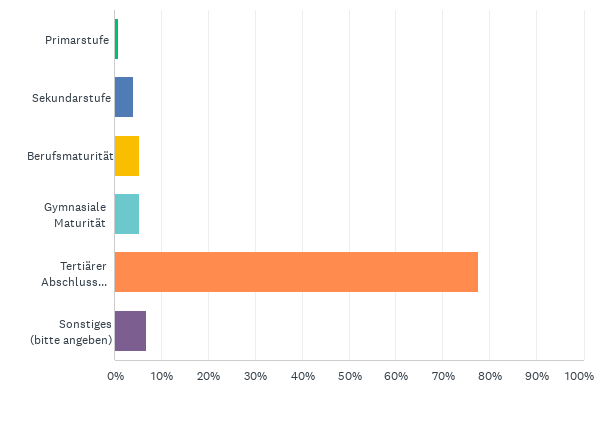 Primarstufe
Sekundarstufe
Berufsmaturität
Gymnasiale
Maturität
Tertiärer
Abschluss...
Sonstiges
(bitte angeben)
0% 10% 20% 30% 40% 50% 60% 70% 80% 90% 100%